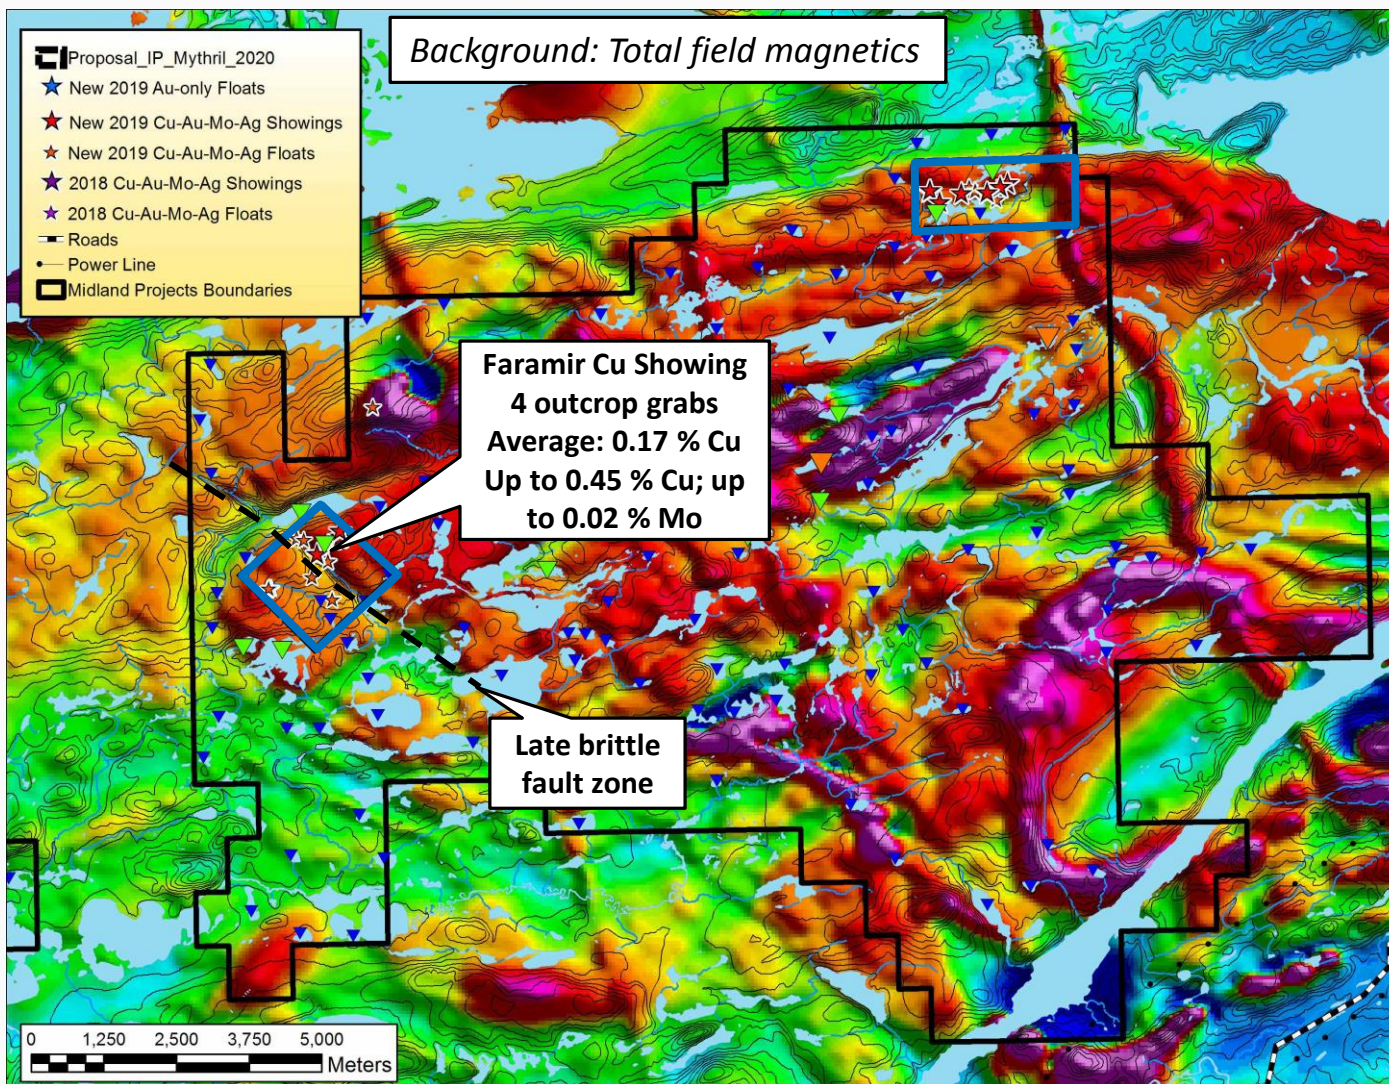 Background: Total field magnetics
Proposal_IP_Mythril_2020
New 2019 Au-only Floats
New 2019 Cu-Au-Mo-Ag Showings
New 2019 Cu-Au-Mo-Ag Floats
2018 Cu-Au-Mo-Ag Showings
2018 Cu-Au-Mo-Ag Floats
Roads
Power Line
Midland Projects Boundaries
Faramir Cu Showing
4 outcrop grabs
Average: 0.17 % Cu
Up to 0.45 % Cu; up
to 0.02 % Mo
Late brittle
fault zone
0 1,250 2,500 3,750 5,000
Meters